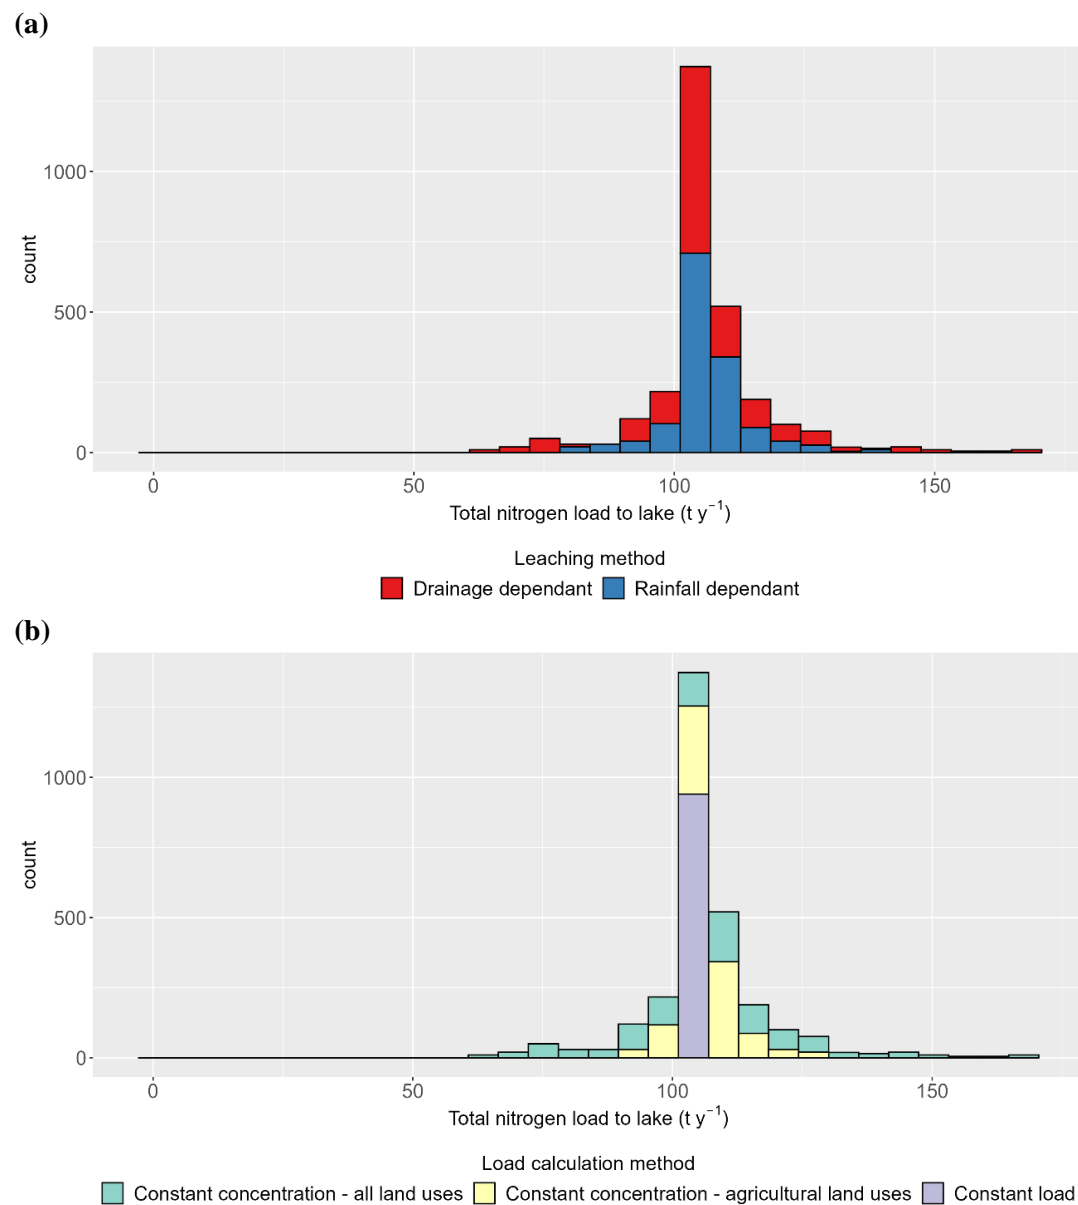 (a)
1000
500
0
count
0 50 100 150
Total nitrogen load to lake (t y⁻¹)
Leaching method
Drainage dependant Rainfall dependant
(b)
1000
500
0
count
0 50 100 150
Total nitrogen load to lake (t y⁻¹)
Load calculation method
Constant concentration - all land uses Constant concentration - agricultural land uses Constant load